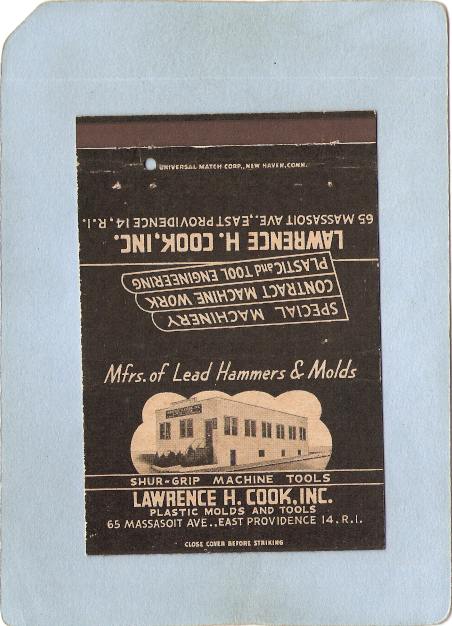 UNIVERSAL MATCH CORP., NEW HAVEN, CONN.
65 MASSASOIT AVE., EAST PROVIDENCE 14, R.I.
LAWRENCE H. COOK, INC.
PLASTIC and TOOL ENGINEERING
CONTRACT MACHINE WORK
SPECIAL MACHINERY
Mfrs. of Lead Hammers & Molds
SHUR-GRIP MACHINE TOOLS
LAWRENCE H. COOK, INC.
PLASTIC MOLDS AND TOOLS
65 MASSASOIT AVE., EAST PROVIDENCE 14, R.I.
CLOSE COVER BEFORE STRIKING